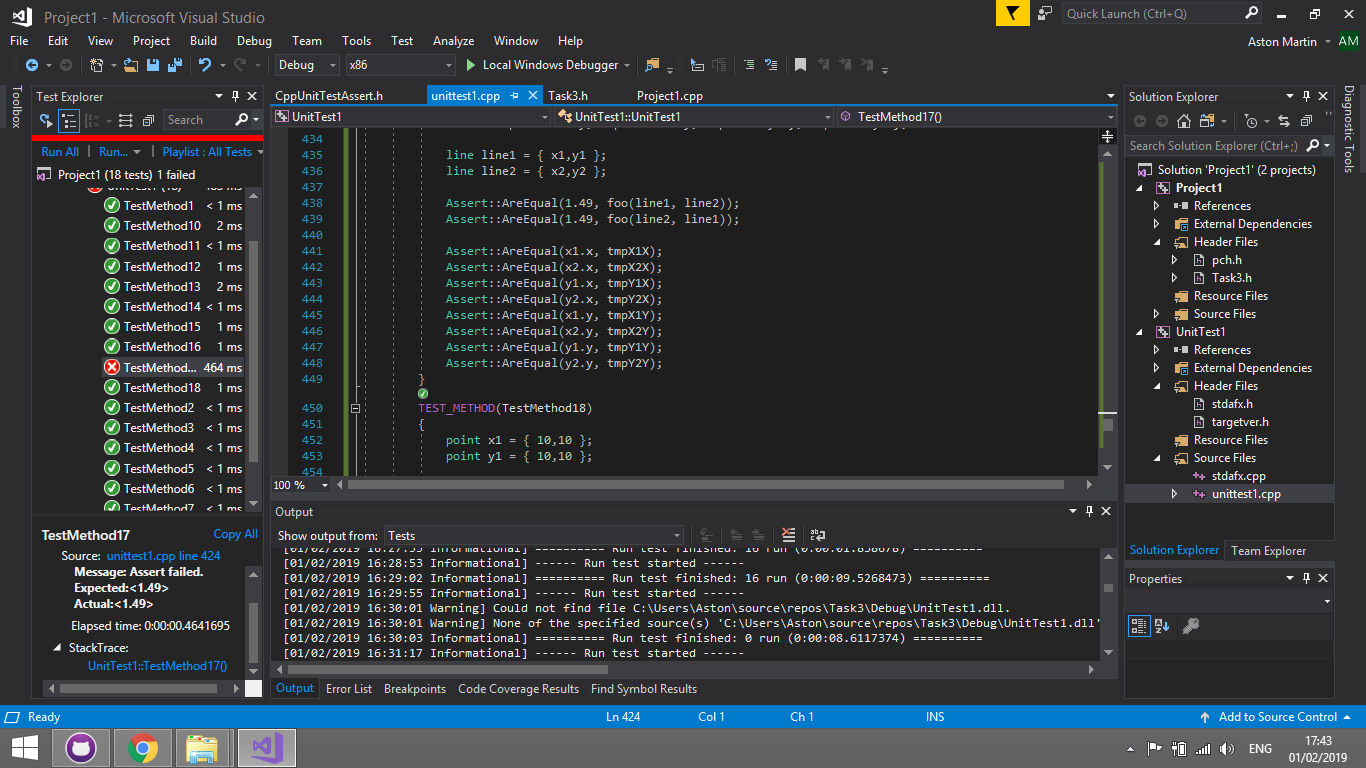 Project1 - Microsoft Visual Studio
Quick Launch (Ctrl+Q)
File Edit View Project Build Debug Team Tools Test Analyze Window Help
Aston Martin AM
Debug x86 Local Windows Debugger
Toolbox
Test Explorer
Search
Run All | Run... | Playlist : All Tests
Project1 (18 tests) 1 failed
TestMethod1 < 1 ms
TestMethod10 2 ms
TestMethod11 < 1 ms
TestMethod12 1 ms
TestMethod13 2 ms
TestMethod14 < 1 ms
TestMethod15 1 ms
TestMethod16 1 ms
TestMethod... 464 ms
TestMethod18 1 ms
TestMethod2 < 1 ms
TestMethod3 < 1 ms
TestMethod4 < 1 ms
TestMethod5 < 1 ms
TestMethod6 < 1 ms
TestMethod7 < 1 ms
TestMethod17 Copy All
Source: unittest1.cpp line 424
Message: Assert failed.
Expected:<1.49>
Actual:<1.49>
Elapsed time: 0:00:00.4641695
StackTrace:
UnitTest1::TestMethod17()
CppUnitTestAssert.h unittest1.cpp Task3.h Project1.cpp
UnitTest1 UnitTest1::UnitTest1 TestMethod17()
434
435 line line1 = { x1,y1 };
436 line line2 = { x2,y2 };
437
438 Assert::AreEqual(1.49, foo(line1, line2));
439 Assert::AreEqual(1.49, foo(line2, line1));
440
441 Assert::AreEqual(x1.x, tmpX1X);
442 Assert::AreEqual(x2.x, tmpX2X);
443 Assert::AreEqual(y1.x, tmpY1X);
444 Assert::AreEqual(y2.x, tmpY2X);
445 Assert::AreEqual(x1.y, tmpX1Y);
446 Assert::AreEqual(x2.y, tmpX2Y);
447 Assert::AreEqual(y1.y, tmpY1Y);
448 Assert::AreEqual(y2.y, tmpY2Y);
449 }
450 TEST_METHOD(TestMethod18)
451 {
452 point x1 = { 10,10 };
453 point y1 = { 10,10 };
454
100 %
Output
Show output from: Tests
[01/02/2019 16:27:55 Informational] ========== Run test finished: 16 run (0:00:01.858678) ==========
[01/02/2019 16:28:53 Informational] ------ Run test started ------
[01/02/2019 16:29:02 Informational] ========== Run test finished: 16 run (0:00:09.5268473) ==========
[01/02/2019 16:29:55 Informational] ------ Run test started ------
[01/02/2019 16:30:01 Warning] Could not find file C:\Users\Aston\source\repos\Task3\Debug\UnitTest1.dll.
[01/02/2019 16:30:01 Warning] None of the specified source(s) 'C:\Users\Aston\source\repos\Task3\Debug\UnitTest1.dll'
[01/02/2019 16:30:03 Informational] ========== Run test finished: 0 run (0:00:08.6117374) ==========
[01/02/2019 16:31:17 Informational] ------ Run test started ------
Output Error List Breakpoints Code Coverage Results Find Symbol Results
Solution Explorer
Search Solution Explorer (Ctrl+;)
Solution 'Project1' (2 projects)
Project1
References
External Dependencies
Header Files
pch.h
Task3.h
Resource Files
Source Files
UnitTest1
References
External Dependencies
Header Files
stdafx.h
targetver.h
Resource Files
Source Files
stdafx.cpp
unittest1.cpp
Solution Explorer Team Explorer
Properties
Diagnostic Tools
Ready Ln 424 Col 1 Ch 1 INS Add to Source Control
ENG 17:43
01/02/2019